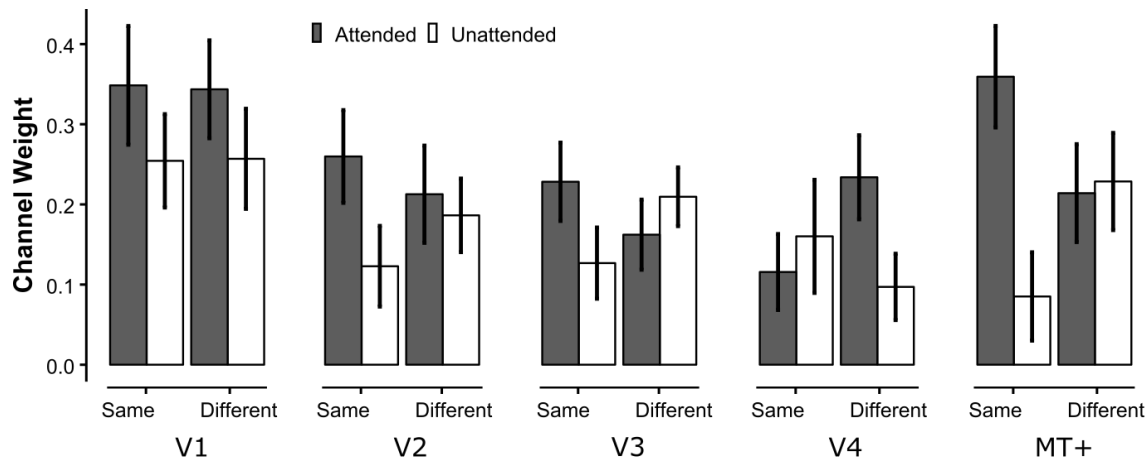 Attended Unattended
Channel Weight
0.4
0.3
0.2
0.1
0.0
Same Different Same Different Same Different Same Different Same Different
V1 V2 V3 V4 MT+